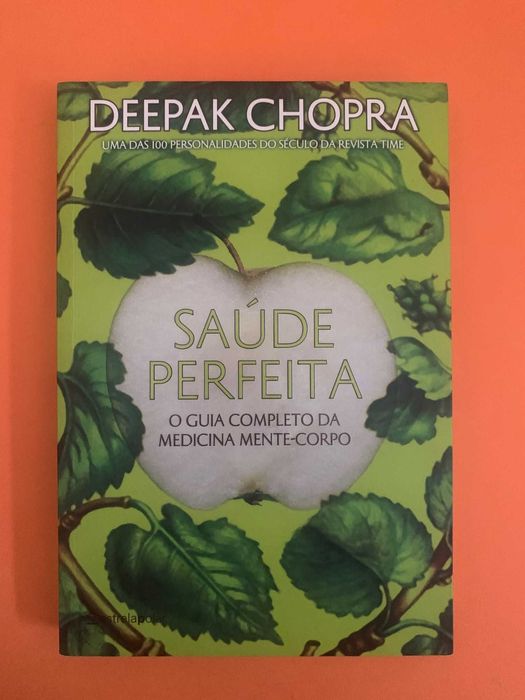 DEEPAK CHOPRA
UMA DAS 100 PERSONALIDADES DO SÉCULO DA REVISTA TIME
SAÚDE
PERFEITA
O GUIA COMPLETO DA
MEDICINA MENTE-CORPO
estrelapolar